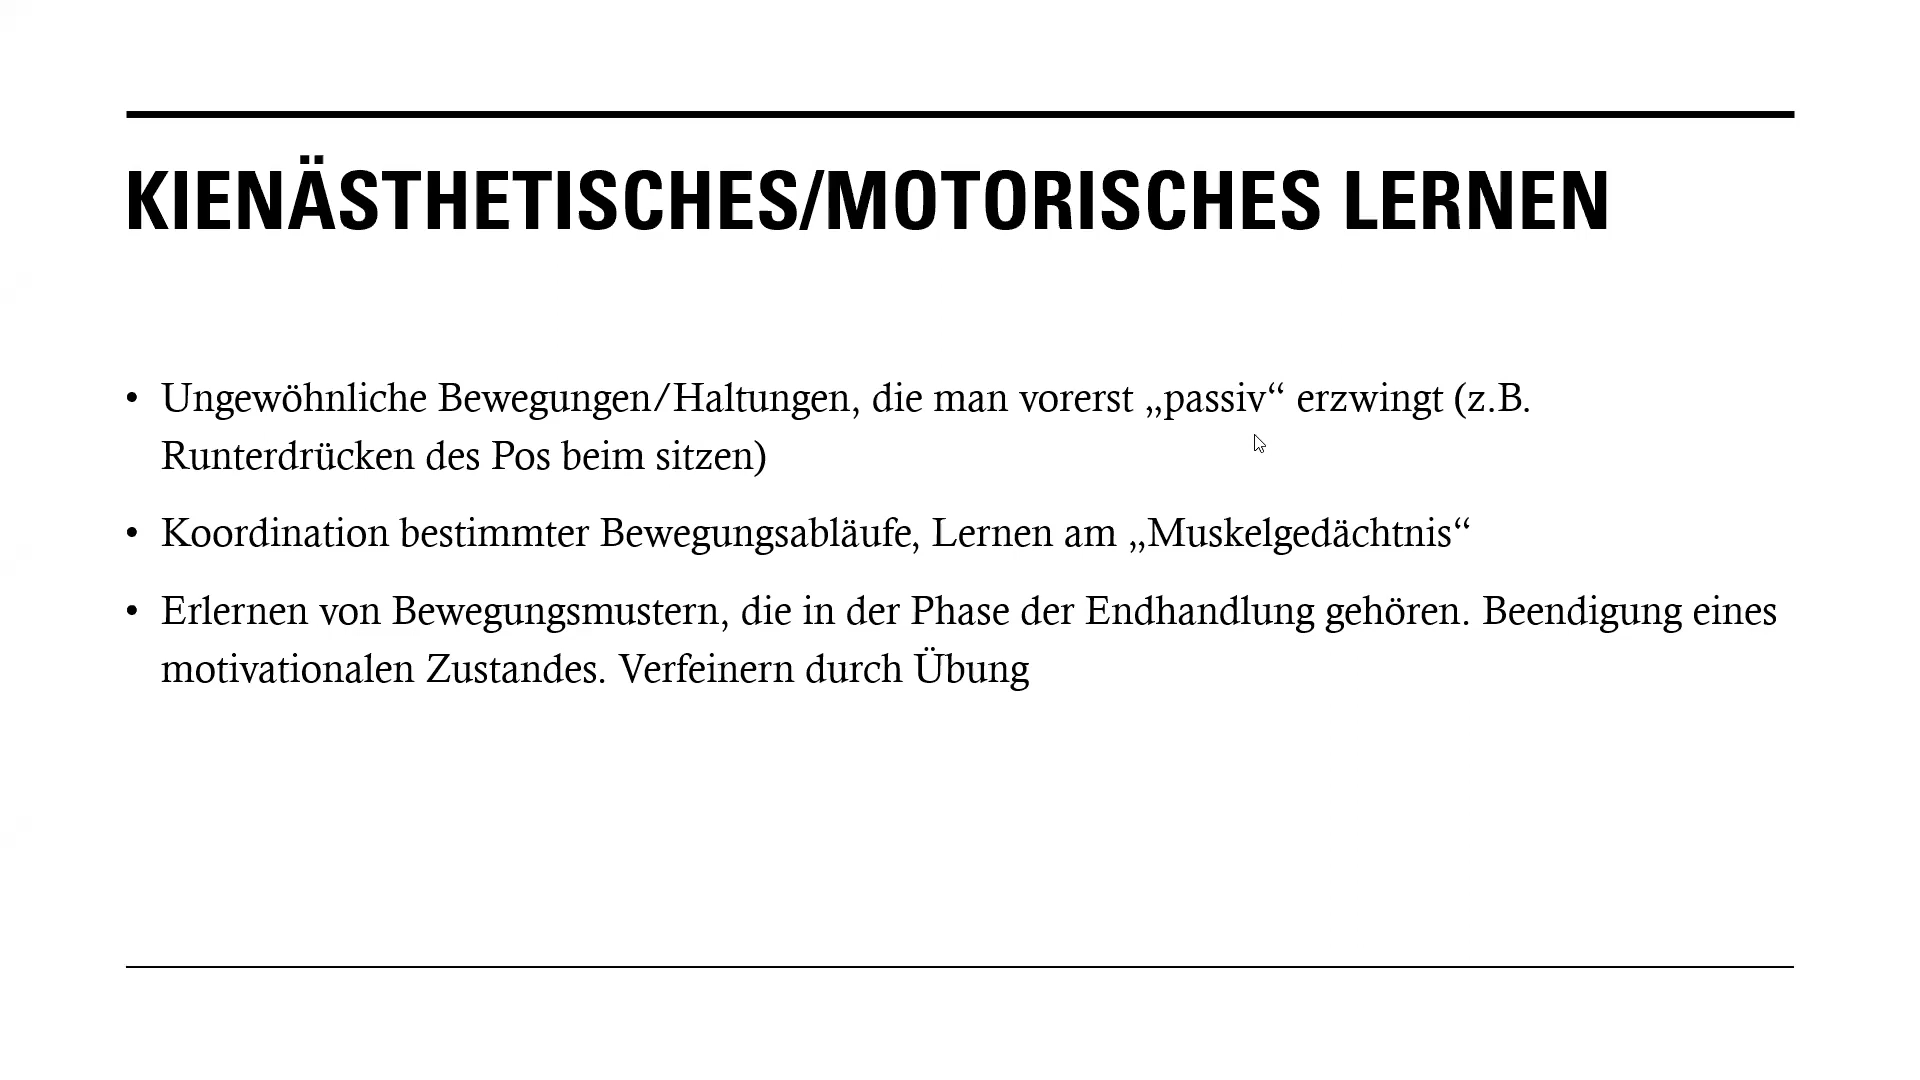 KIENÄSTHETISCHES/MOTORISCHES LERNEN
• Ungewöhnliche Bewegungen/Haltungen, die man vorerst „passiv“ erzwingt (z.B.
Runterdrücken des Pos beim sitzen)
• Koordination bestimmter Bewegungsabläufe, Lernen am „Muskelgedächtnis“
• Erlernen von Bewegungsmustern, die in der Phase der Endhandlung gehören. Beendigung eines
motivationalen Zustandes. Verfeinern durch Übung